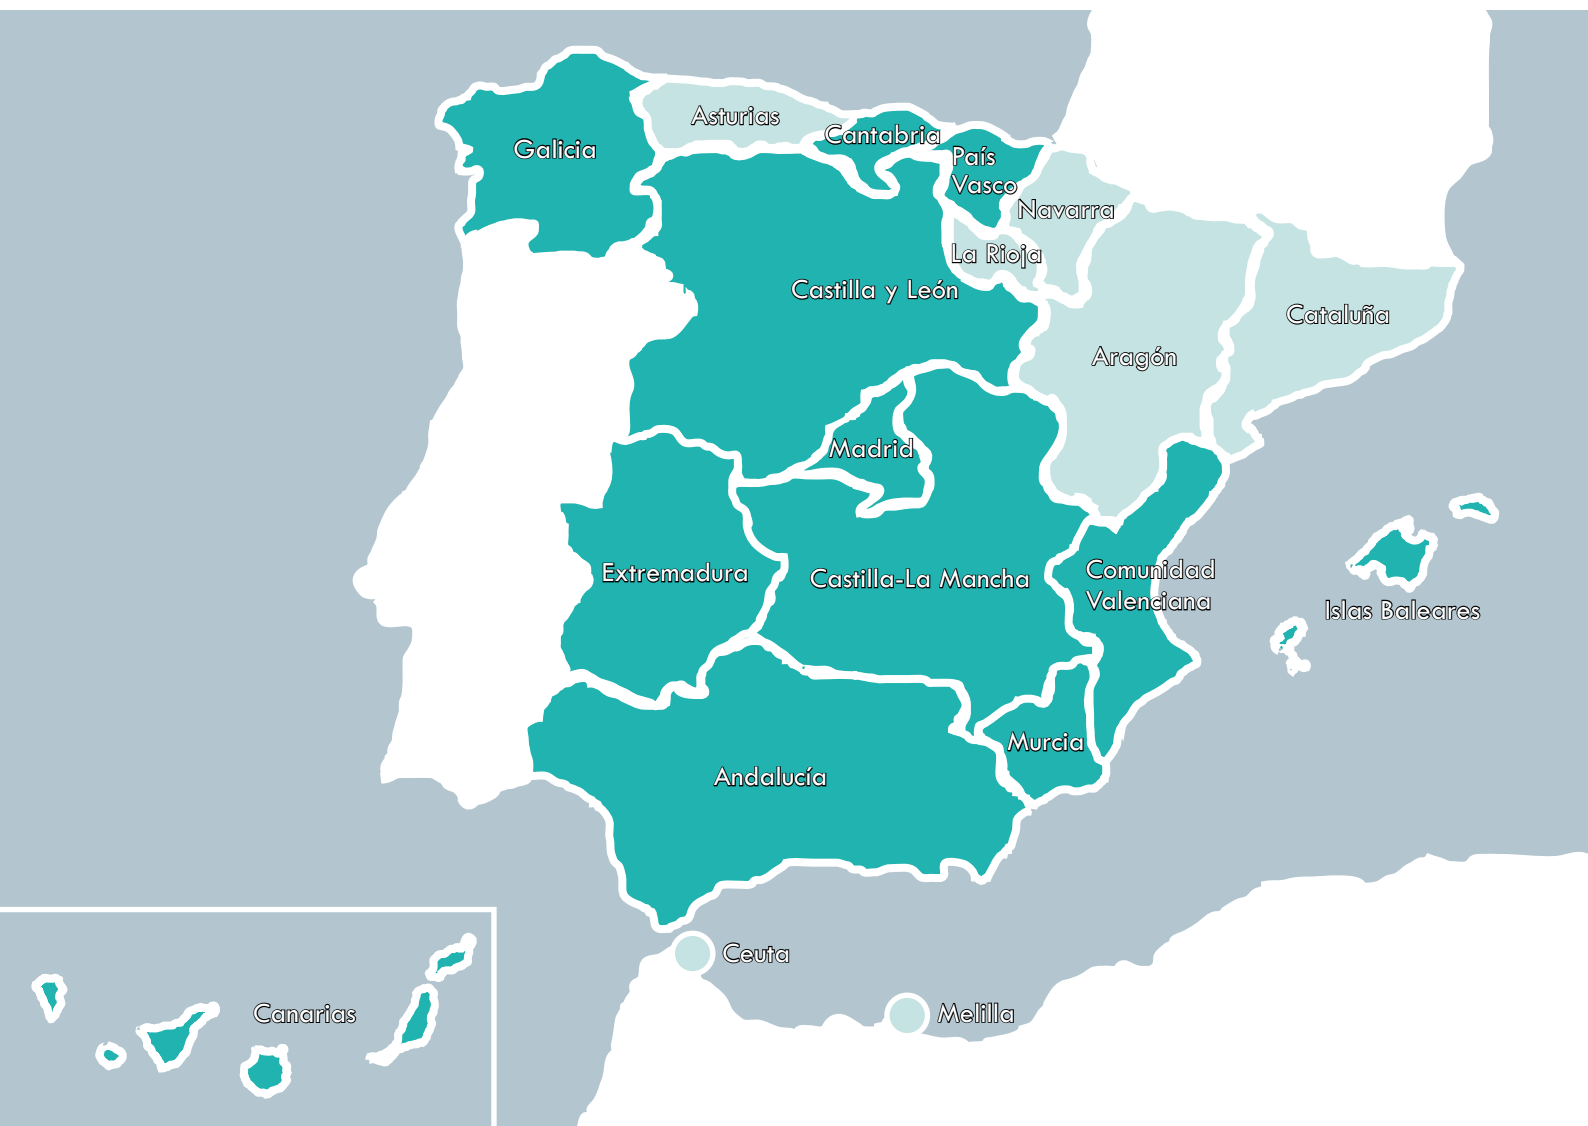 Asturias
Cantabria
Galicia
País
Vasco
Navarra
La Rioja
Castilla y León
Cataluña
Aragón
Madrid
Extremadura
Castilla-La Mancha
Comunidad
Valenciana
Islas Baleares
Murcia
Andalucía
Ceuta
Canarias
Melilla